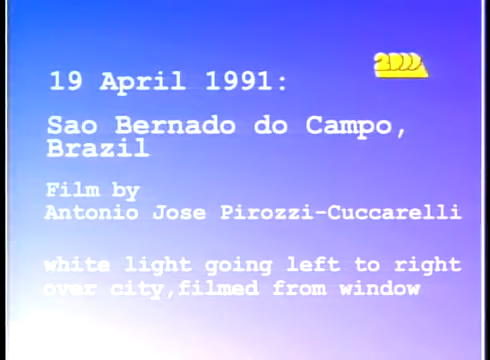 2000
19 April 1991:
Sao Bernado do Campo,
Brazil
Film by
Antonio Jose Pirozzi-Cuccarelli
white light going left to right
over city,filmed from window